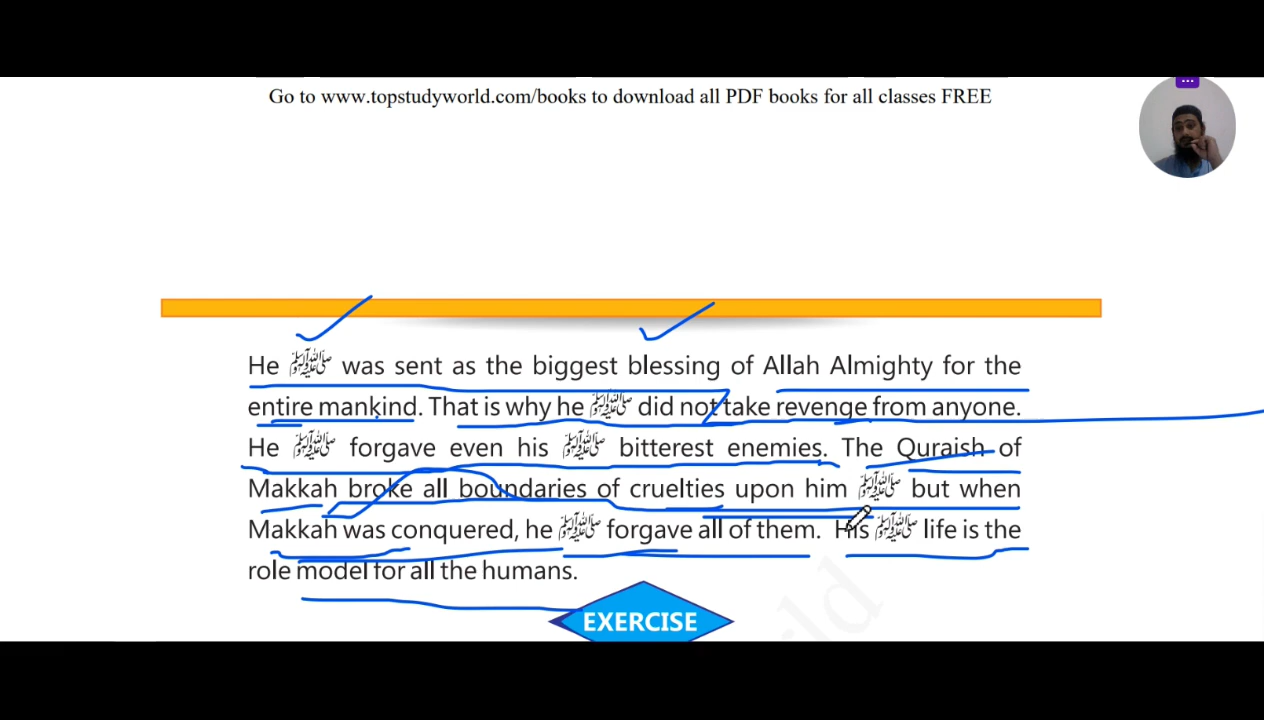 Go to www.topstudyworld.com/books to download all PDF books for all classes FREE
He ﷺ was sent as the biggest blessing of Allah Almighty for the
entire mankind. That is why he ﷺ did not take revenge from anyone.
He ﷺ forgave even his ﷺ bitterest enemies. The Quraish of
Makkah broke all boundaries of cruelties upon him ﷺ but when
Makkah was conquered, he ﷺ forgave all of them. His ﷺ life is the
role model for all the humans.
EXERCISE